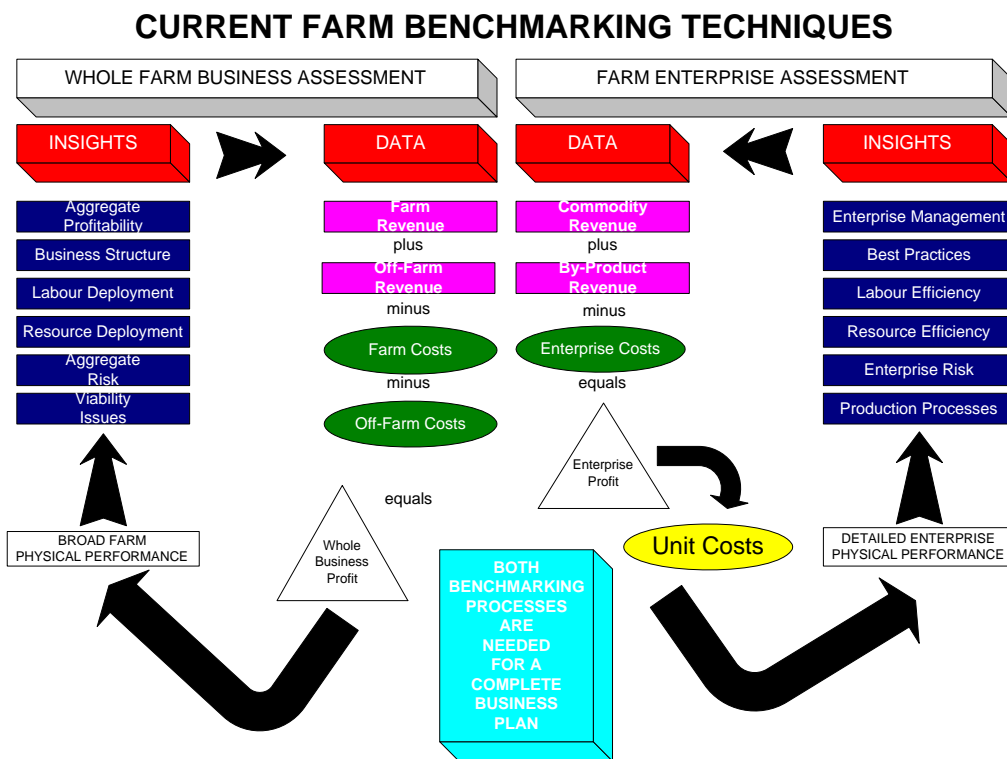 CURRENT FARM BENCHMARKING TECHNIQUES
WHOLE FARM BUSINESS ASSESSMENT
FARM ENTERPRISE ASSESSMENT
INSIGHTS
DATA
DATA
INSIGHTS
Aggregate
Profitability
Business Structure
Labour Deployment
Resource Deployment
Aggregate
Risk
Viability
Issues
BROAD FARM
PHYSICAL PERFORMANCE
Farm
Revenue
plus
Off-Farm
Revenue
minus
Farm Costs
minus
Off-Farm Costs
equals
Whole
Business
Profit
Commodity
Revenue
plus
By-Product
Revenue
minus
Enterprise Costs
equals
Enterprise
Profit
Unit Costs
BOTH
BENCHMARKING
PROCESSES
ARE
NEEDED
FOR A
COMPLETE
BUSINESS
PLAN
Enterprise Management
Best Practices
Labour Efficiency
Resource Efficiency
Enterprise Risk
Production Processes
DETAILED ENTERPRISE
PHYSICAL PERFORMANCE